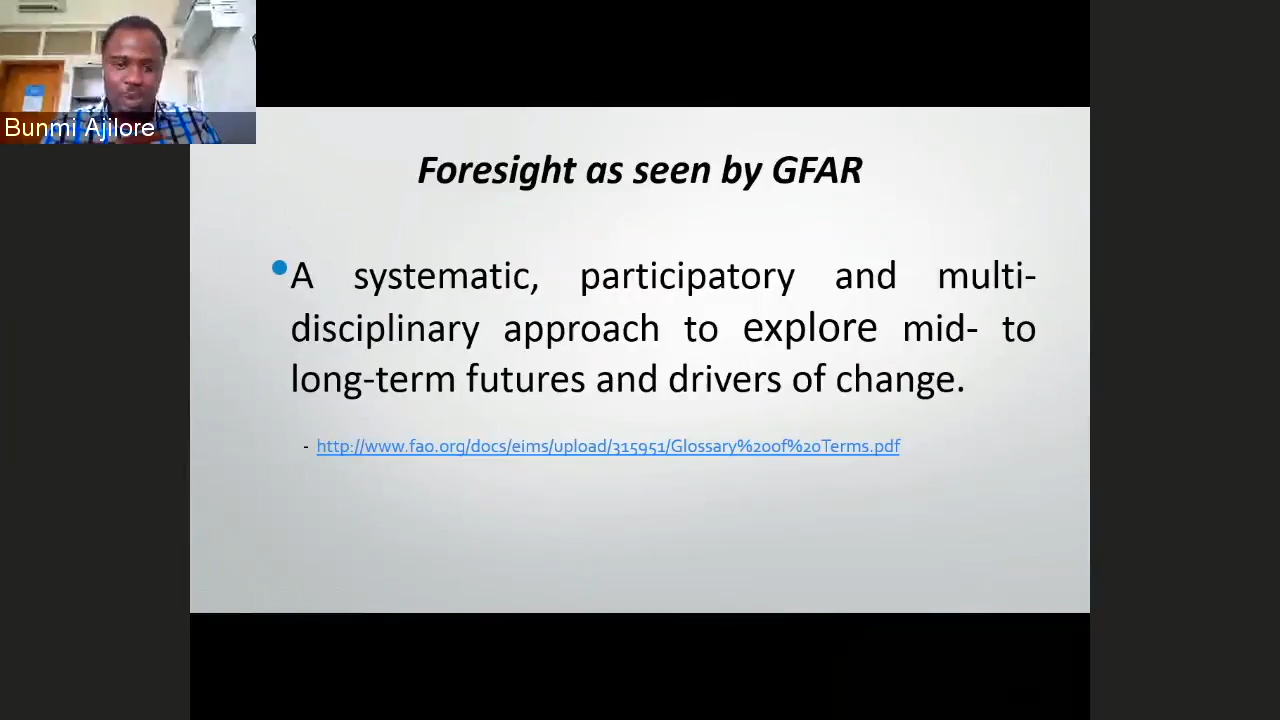 Bunmi Ajilore
Foresight as seen by GFAR
• A systematic, participatory and multi-
disciplinary approach to explore mid- to
long-term futures and drivers of change.
- http://www.fao.org/docs/eims/upload/315951/Glossary%20of%20Terms.pdf